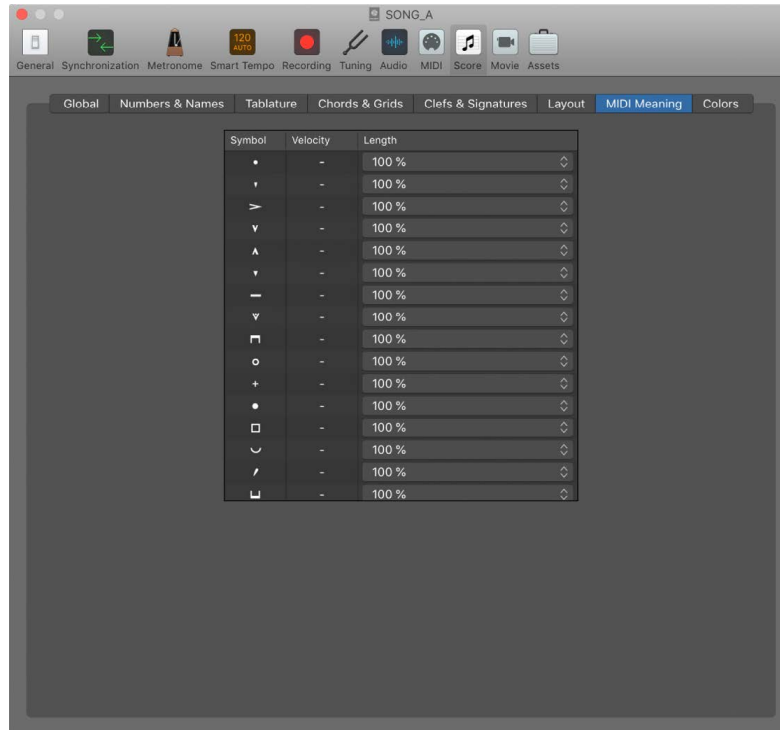 SONG_A
120
AUTO
General Synchronization Metronome Smart Tempo Recording Tuning Audio MIDI Score Movie Assets
Global Numbers & Names Tablature Chords & Grids Clefs & Signatures Layout MIDI Meaning Colors
Symbol Velocity Length
- 100 %
- 100 %
> - 100 %
- 100 %
- 100 %
- 100 %
- 100 %
- 100 %
- 100 %
- 100 %
+ - 100 %
- 100 %
- 100 %
- 100 %
- 100 %
- 100 %